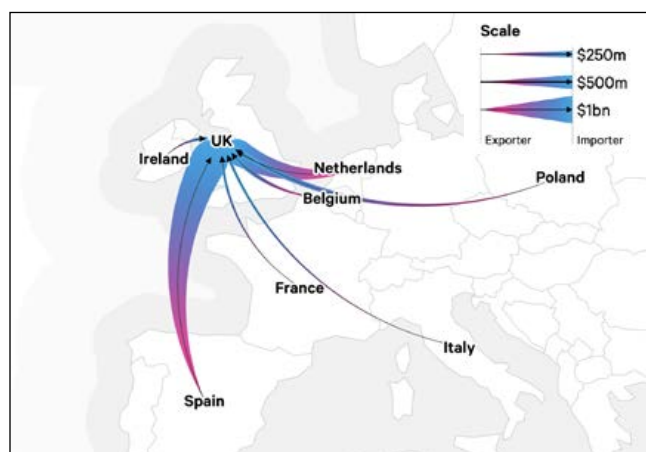 Scale
$250m
$500m
$1bn
Exporter Importer
UK
Ireland
Netherlands
Poland
Belgium
France
Italy
Spain